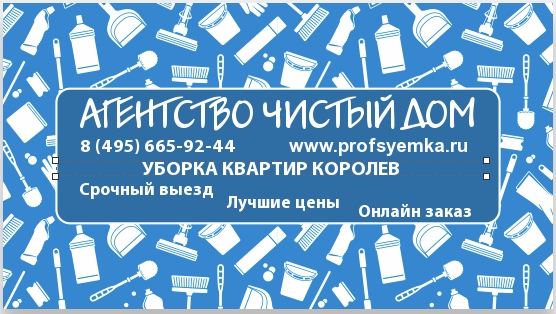 АГЕНТСТВО ЧИСТЫЙ ДОМ
8 (495) 665-92-44 www.profsyemka.ru
УБОРКА КВАРТИР КОРОЛЕВ
Срочный выезд
Лучшие цены
Онлайн заказ